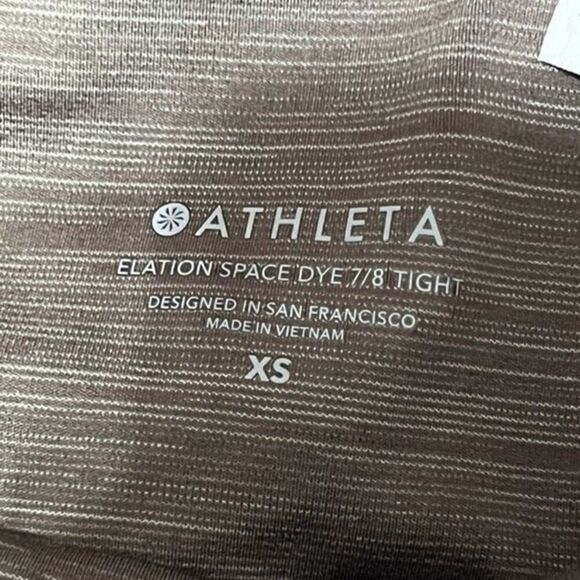 ATHLETA
ELATION SPACE DYE 7/8 TIGHT
DESIGNED IN SAN FRANCISCO
MADE IN VIETNAM
XS